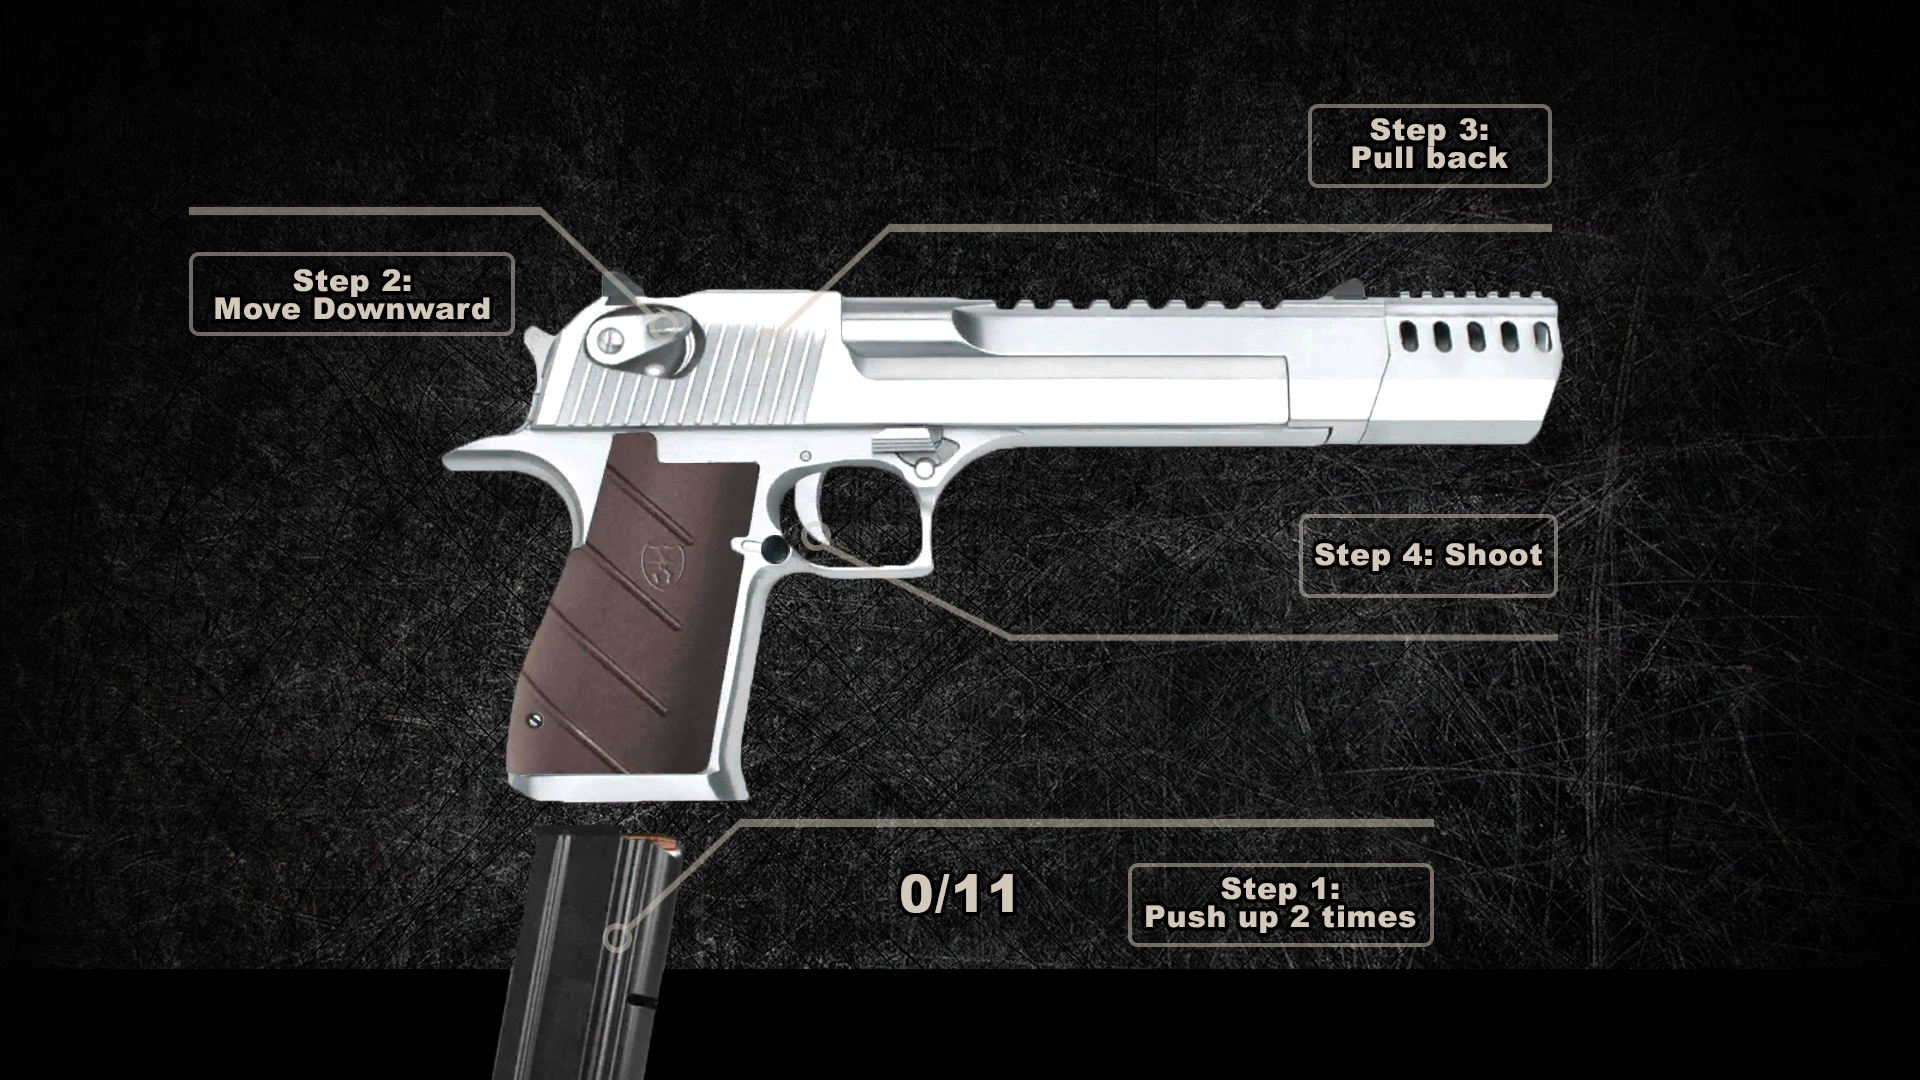 Step 3:
Pull back
Step 2:
Move Downward
Step 4: Shoot
0/11
Step 1:
Push up 2 times